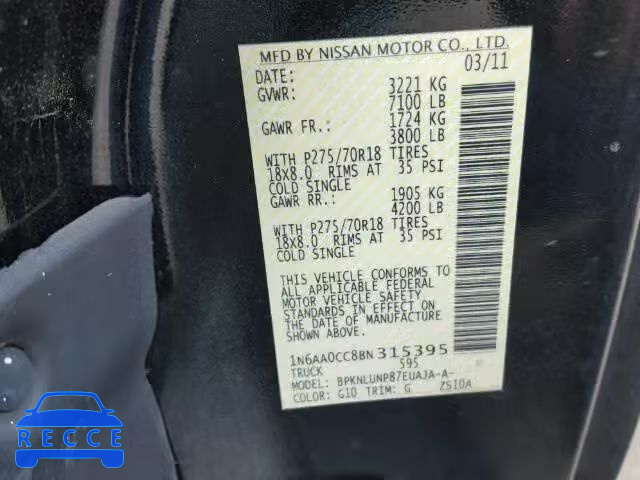 MFD BY NISSAN MOTOR CO., LTD.
DATE: 03/11
GVWR: 3221 KG
7100 LB
GAWR FR.: 1724 KG
3800 LB
WITH P275/70R18 TIRES
18x8.0 RIMS AT 35 PSI
COLD SINGLE
GAWR RR.: 1905 KG
4200 LB
WITH P275/70R18 TIRES
18x8.0 RIMS AT 35 PSI
COLD SINGLE
THIS VEHICLE CONFORMS TO
ALL APPLICABLE FEDERAL
MOTOR VEHICLE SAFETY
STANDARDS IN EFFECT ON
THE DATE OF MANUFACTURE
SHOWN ABOVE.
1N6AA0CC8BN315395
TRUCK S95
MODEL: BPKNLUNP87EUAJA-A-
COLOR: G10 TRIM: G ZS10A
RECCE